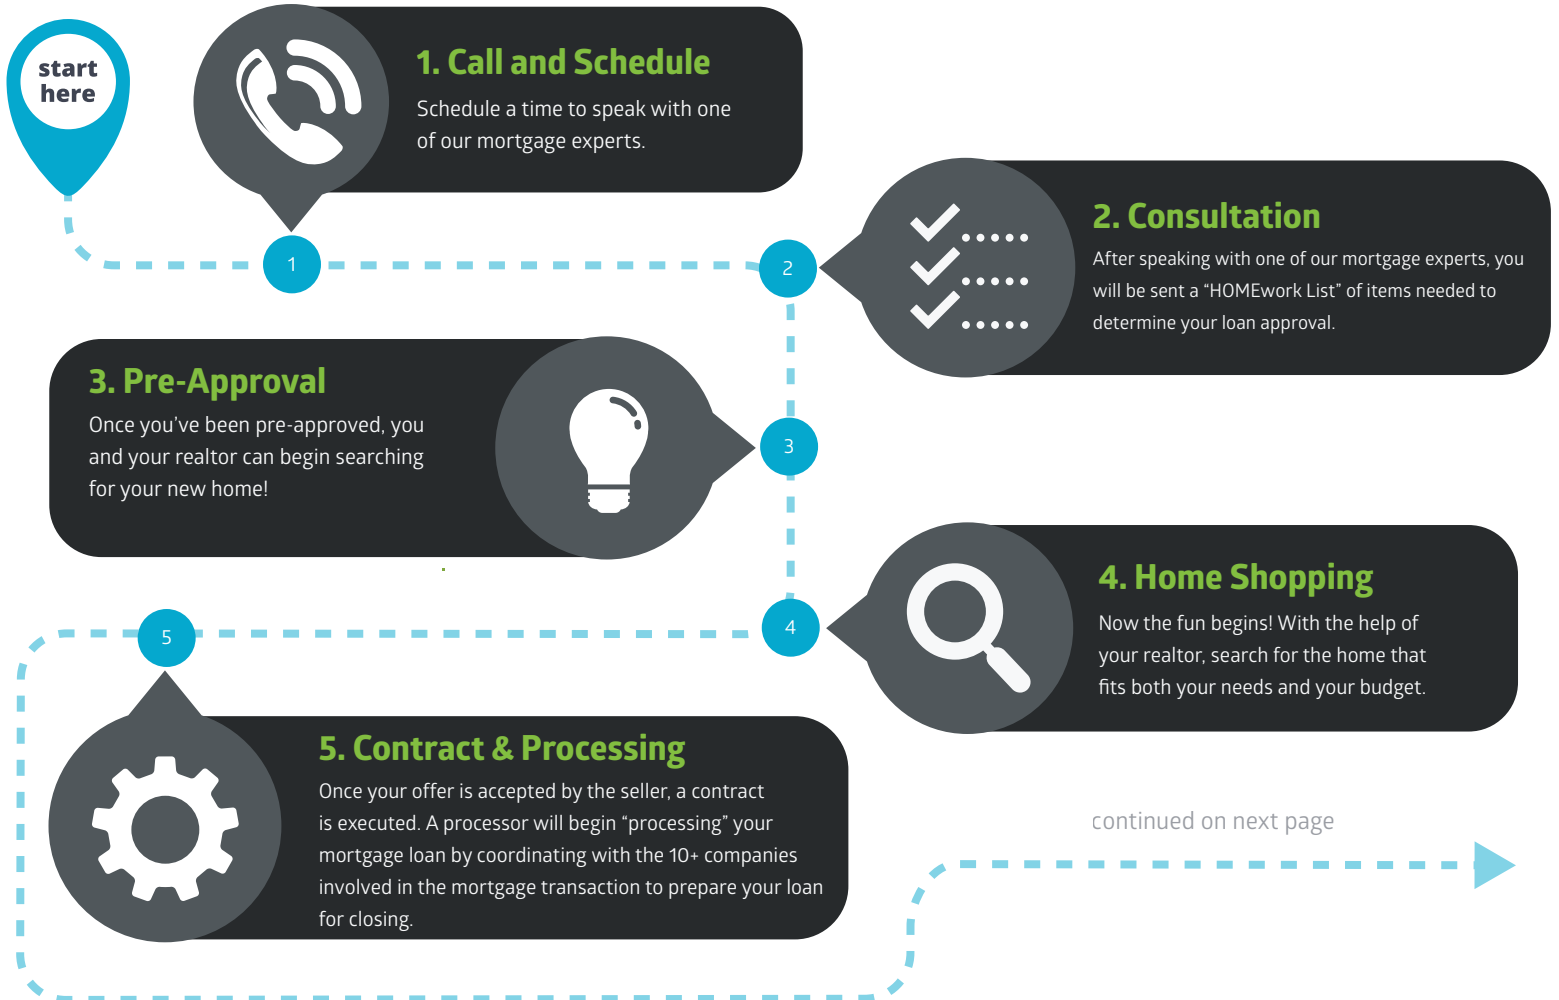 start
here
1. Call and Schedule
Schedule a time to speak with one
of our mortgage experts.
1
2
2. Consultation
After speaking with one of our mortgage experts, you
will be sent a “HOMEwork List” of items needed to
determine your loan approval.
3. Pre-Approval
Once you’ve been pre-approved, you
and your realtor can begin searching
for your new home!
3
4
4. Home Shopping
Now the fun begins! With the help of
your realtor, search for the home that
fits both your needs and your budget.
5
5. Contract & Processing
Once your offer is accepted by the seller, a contract
is executed. A processor will begin “processing” your
mortgage loan by coordinating with the 10+ companies
involved in the mortgage transaction to prepare your loan
for closing.
continued on next page